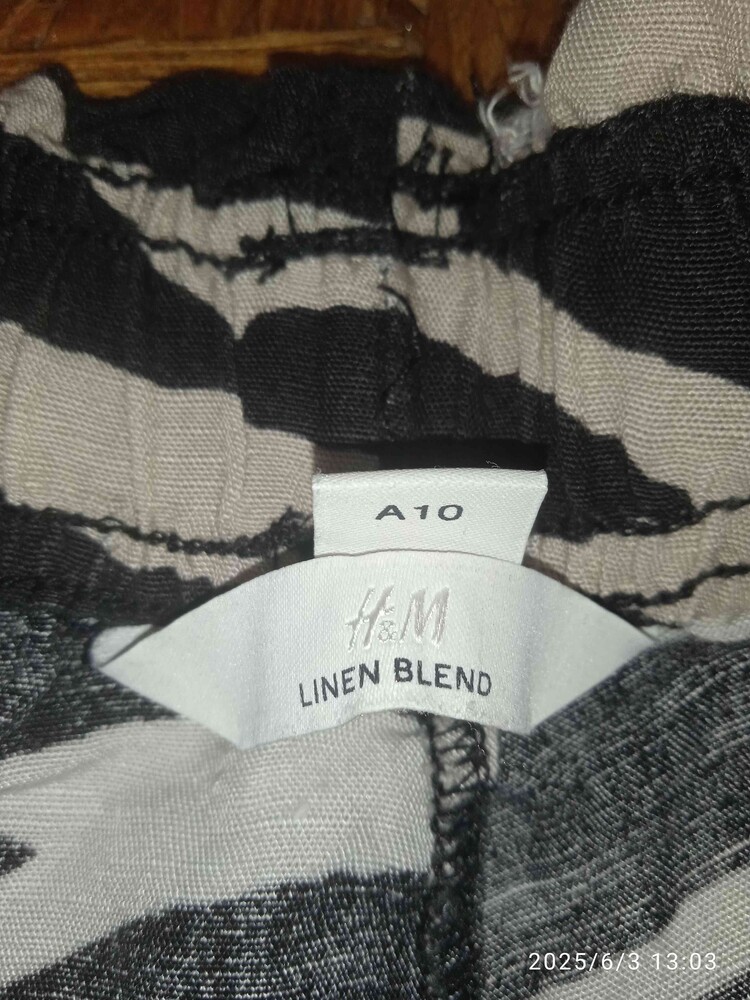 A10
H&M
LINEN BLEND
2025/6/3 13:03